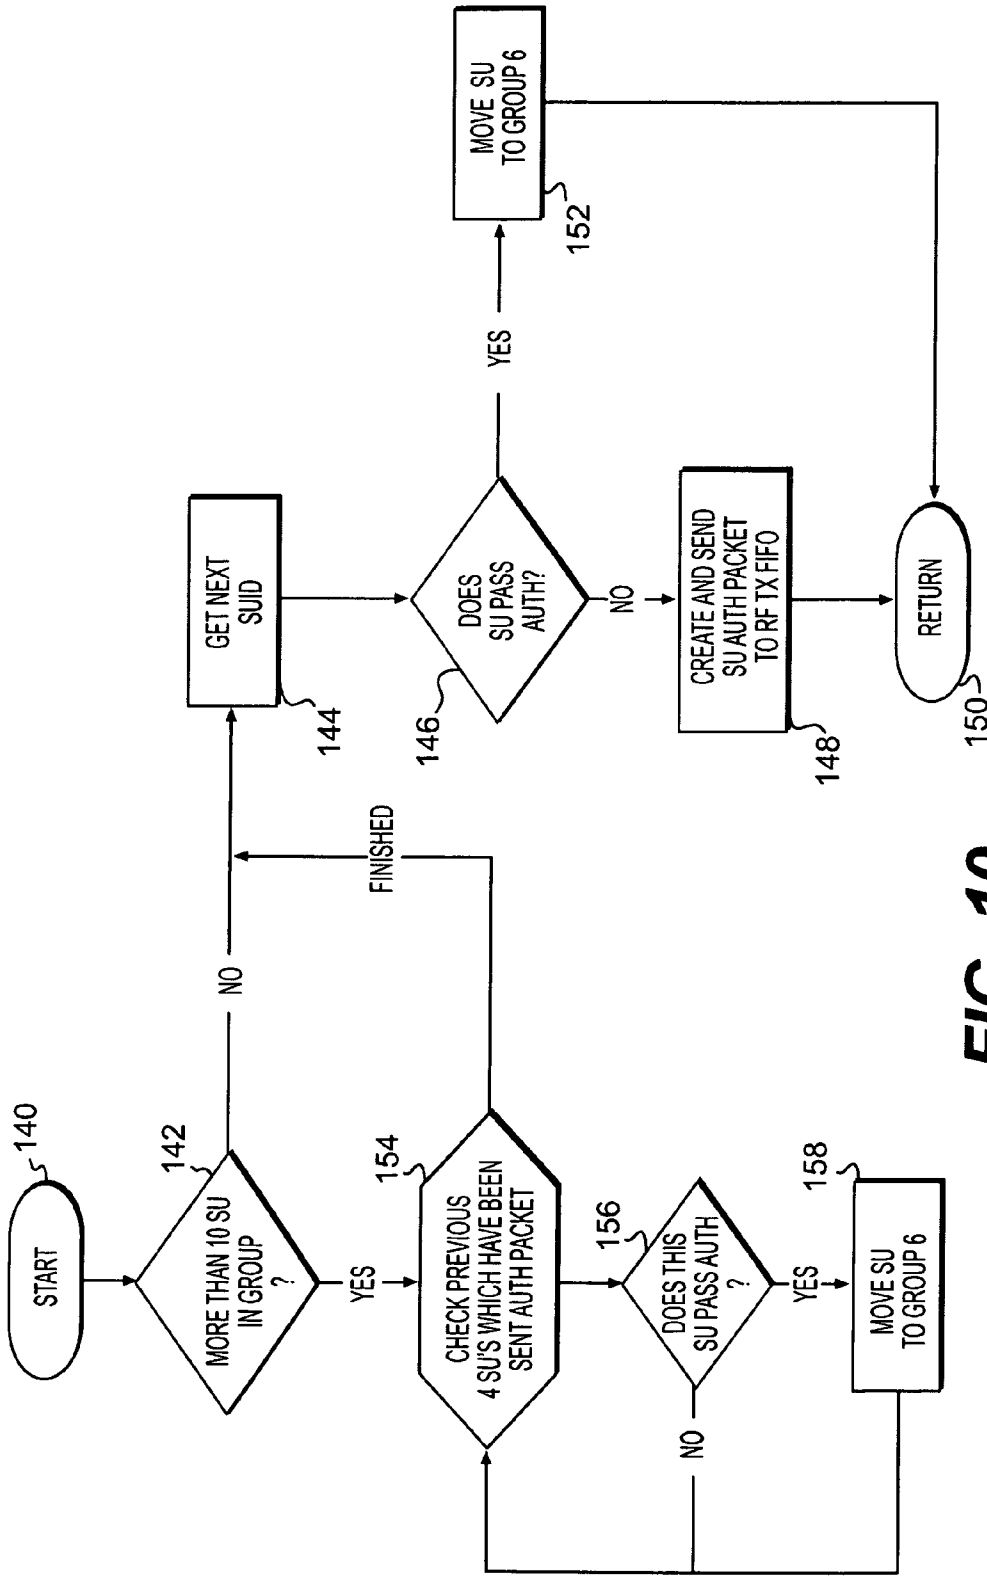 START
140
MORE THAN 10 SU
IN GROUP
?
142
NO
YES
CHECK PREVIOUS
4 SU'S WHICH HAVE BEEN
SENT AUTH PACKET
154
FINISHED
DOES THIS
SU PASS AUTH
?
156
NO
YES
MOVE SU
TO GROUP 6
158
GET NEXT
SUID
144
DOES
SU PASS
AUTH?
146
YES
NO
MOVE SU
TO GROUP 6
152
CREATE AND SEND
SU AUTH PACKET
TO RF TX FIFO
148
RETURN
150